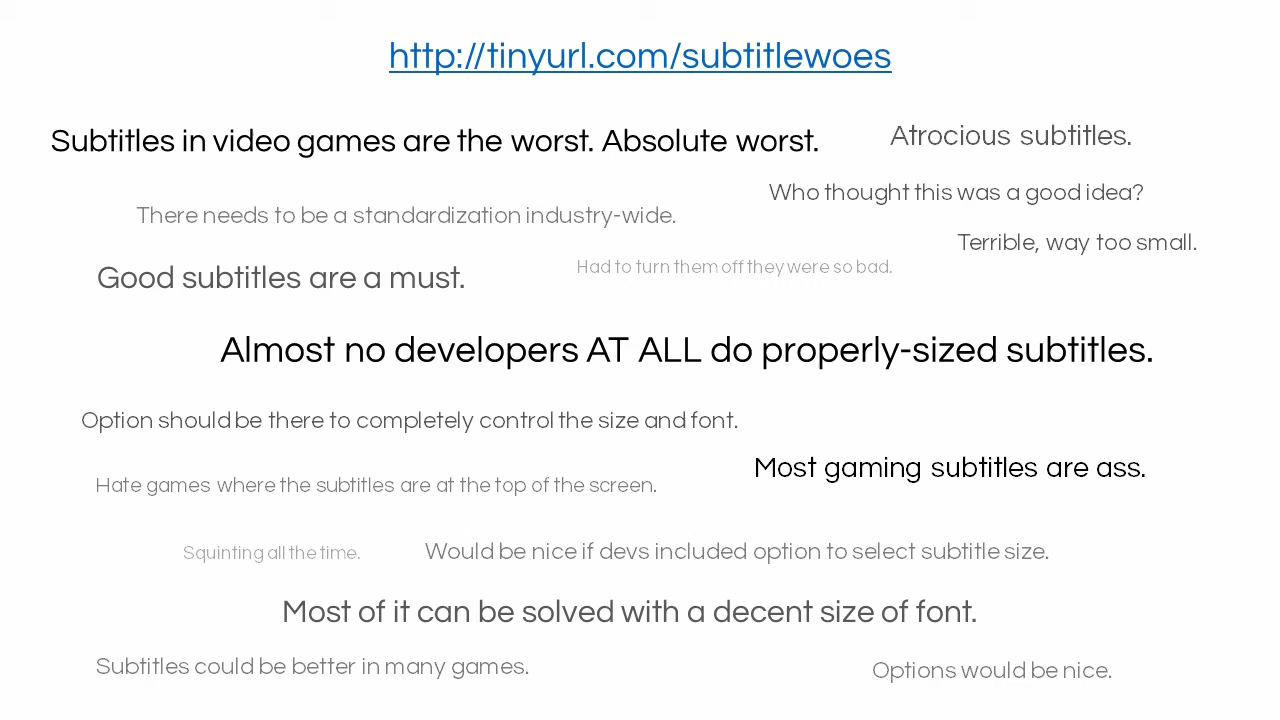 http://tinyurl.com/subtitlewoes
Subtitles in video games are the worst. Absolute worst.
Atrocious subtitles.
Who thought this was a good idea?
There needs to be a standardization industry-wide.
Terrible, way too small.
Good subtitles are a must.
Had to turn them off they were so bad.
Almost no developers AT ALL do properly-sized subtitles.
Option should be there to completely control the size and font.
Most gaming subtitles are ass.
Hate games where the subtitles are at the top of the screen.
Squinting all the time.
Would be nice if devs included option to select subtitle size.
Most of it can be solved with a decent size of font.
Subtitles could be better in many games.
Options would be nice.